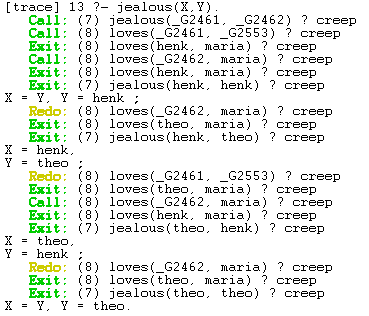 [trace] 13 ?- jealous(X,Y).
Call: (7) jealous(_G2461, _G2462) ? creep
Call: (8) loves(_G2461, _G2553) ? creep
Exit: (8) loves(henk, maria) ? creep
Call: (8) loves(_G2462, maria) ? creep
Exit: (8) loves(henk, maria) ? creep
Exit: (7) jealous(henk, henk) ? creep
X = Y, Y = henk ;
Redo: (8) loves(_G2462, maria) ? creep
Exit: (8) loves(theo, maria) ? creep
Exit: (7) jealous(henk, theo) ? creep
X = henk,
Y = theo ;
Redo: (8) loves(_G2461, _G2553) ? creep
Exit: (8) loves(theo, maria) ? creep
Call: (8) loves(_G2462, maria) ? creep
Exit: (8) loves(henk, maria) ? creep
Exit: (7) jealous(theo, henk) ? creep
X = theo,
Y = henk ;
Redo: (8) loves(_G2462, maria) ? creep
Exit: (8) loves(theo, maria) ? creep
Exit: (7) jealous(theo, theo) ? creep
X = Y, Y = theo.